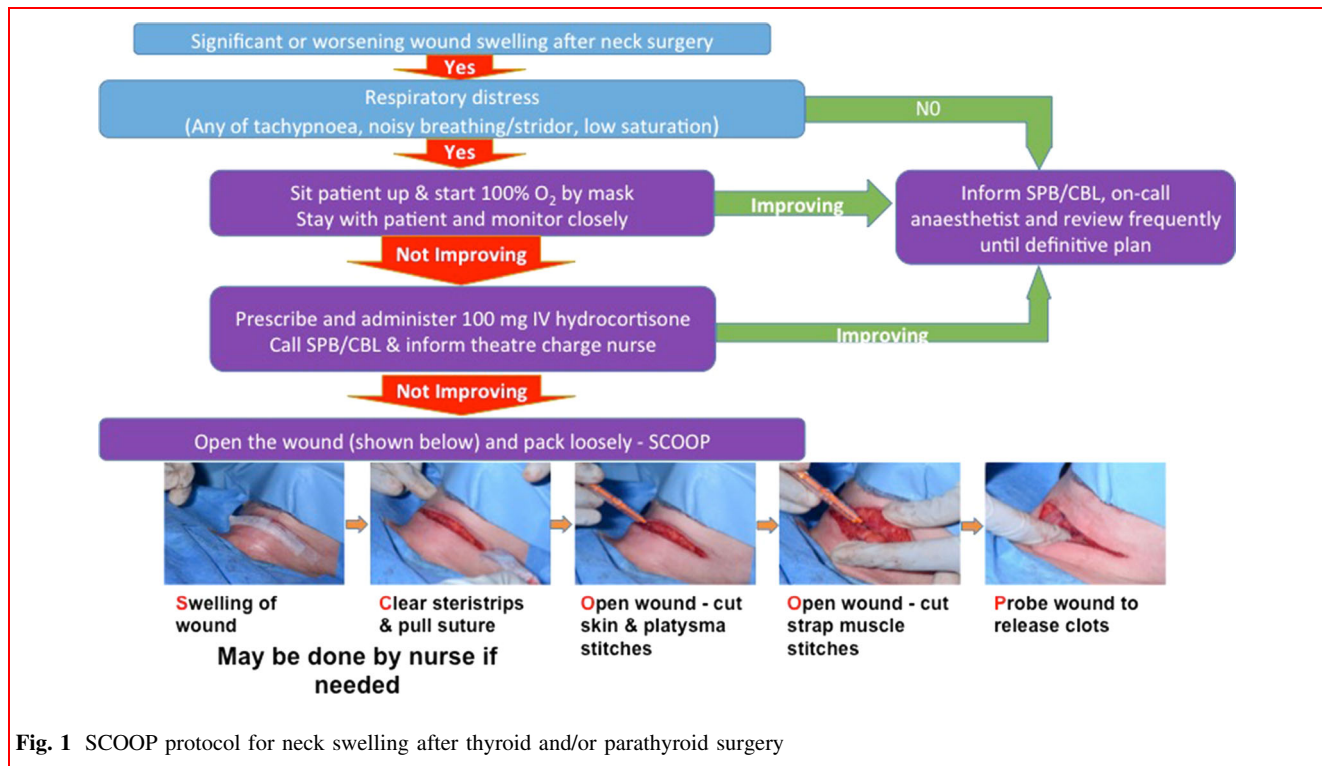 Significant or worsening wound swelling after neck surgery
Yes
Respiratory distress
(Any of tachypnoea, noisy breathing/stridor, low saturation)
N0
Yes
Sit patient up & start 100% O₂ by mask
Stay with patient and monitor closely
Improving
Inform SPB/CBL, on-call
anaesthetist and review frequently
until definitive plan
Not Improving
Prescribe and administer 100 mg IV hydrocortisone
Call SPB/CBL & inform theatre charge nurse
Improving
Not Improving
Open the wound (shown below) and pack loosely - SCOOP
Swelling of
wound
Clear steristrips
& pull suture
May be done by nurse if
needed
Open wound - cut
skin & platysma
stitches
Open wound - cut
strap muscle
stitches
Probe wound to
release clots
Fig. 1 SCOOP protocol for neck swelling after thyroid and/or parathyroid surgery